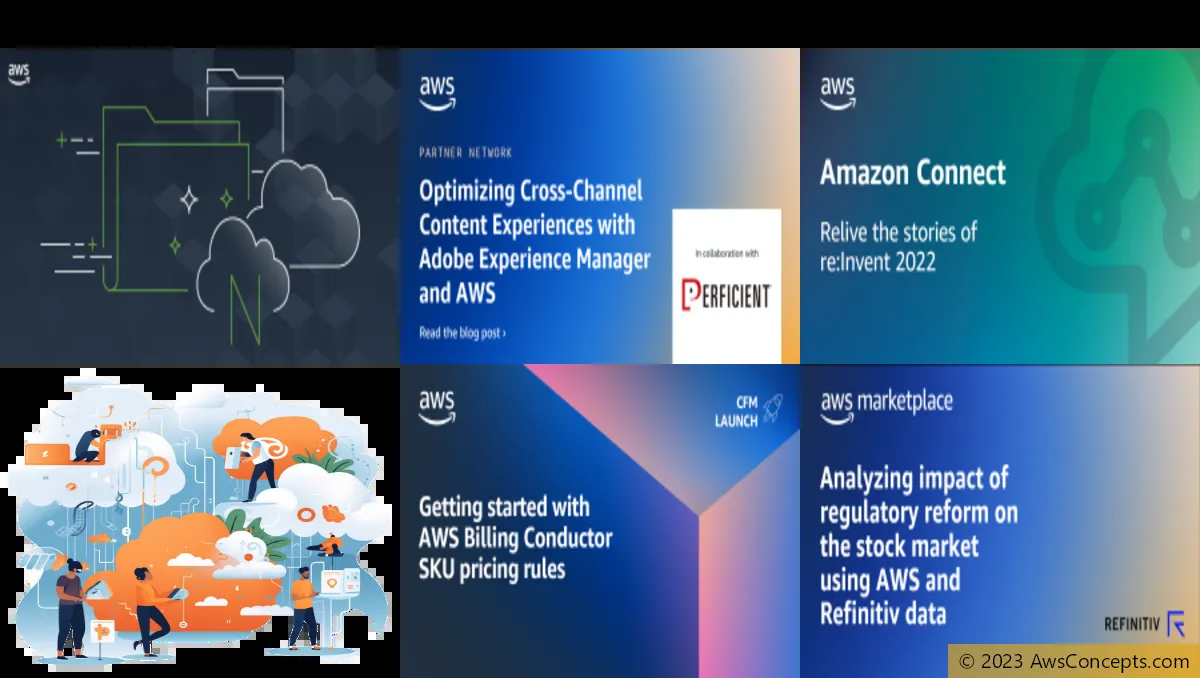 aws
aws
PARTNER NETWORK
Optimizing Cross-Channel
Content Experiences with
Adobe Experience Manager
and AWS
Read the blog post ›
In collaboration with
PERFICIENT
aws
Amazon Connect
Relive the stories of
re:Invent 2022
aws
CFM
LAUNCH
Getting started with
AWS Billing Conductor
SKU pricing rules
aws marketplace
Analyzing impact of
regulatory reform on
the stock market
using AWS and
Refinitiv data
REFINITIV
© 2023 AwsConcepts.com